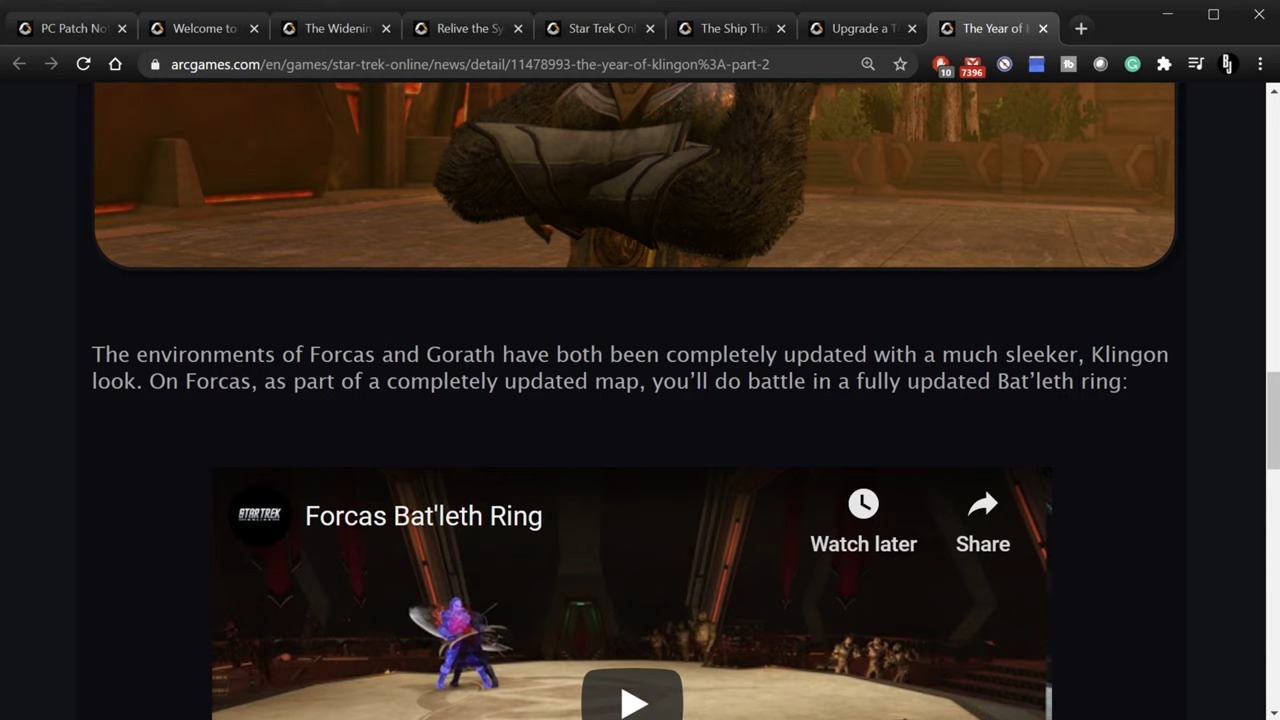 PC Patch No
Welcome to
The Widenin
Relive the Sy
Star Trek Onl
The Ship Tha
Upgrade a T
The Year of
arcgames.com/en/games/star-trek-online/news/detail/11478993-the-year-of-klingon%3A-part-2
10
7396
The environments of Forcas and Gorath have both been completely updated with a much sleeker, Klingon
look. On Forcas, as part of a completely updated map, you’ll do battle in a fully updated Bat’leth ring:
STAR TREK
Forcas Bat'leth Ring
Watch later
Share